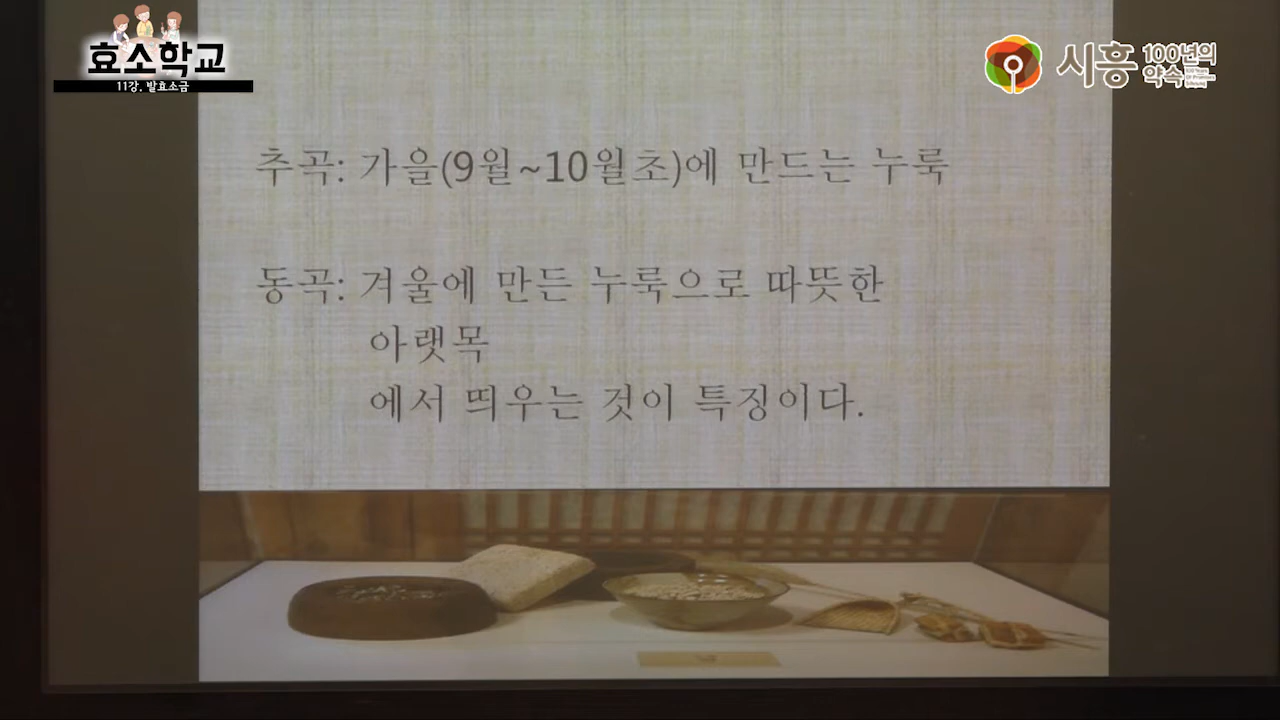 효소학교
11강. 발효소금
시흥 100년의
약속
추곡: 가을(9월~10월초)에 만드는 누룩
동곡: 겨울에 만든 누룩으로 따뜻한
아랫목
에서 띄우는 것이 특징이다.